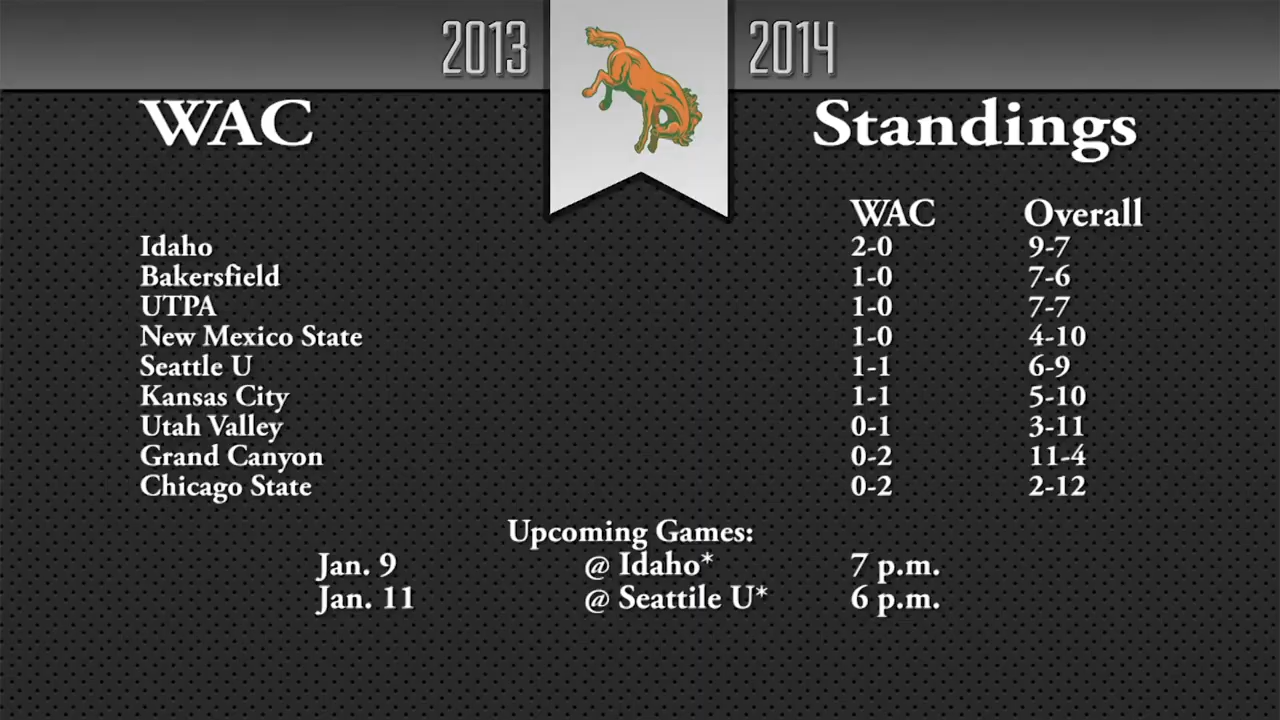 2013 2014
WAC Standings
WAC Overall
Idaho 2-0 9-7
Bakersfield 1-0 7-6
UTPA 1-0 7-7
New Mexico State 1-0 4-10
Seattle U 1-1 6-9
Kansas City 1-1 5-10
Utah Valley 0-1 3-11
Grand Canyon 0-2 11-4
Chicago State 0-2 2-12
Upcoming Games:
Jan. 9 @ Idaho* 7 p.m.
Jan. 11 @ Seattile U* 6 p.m.